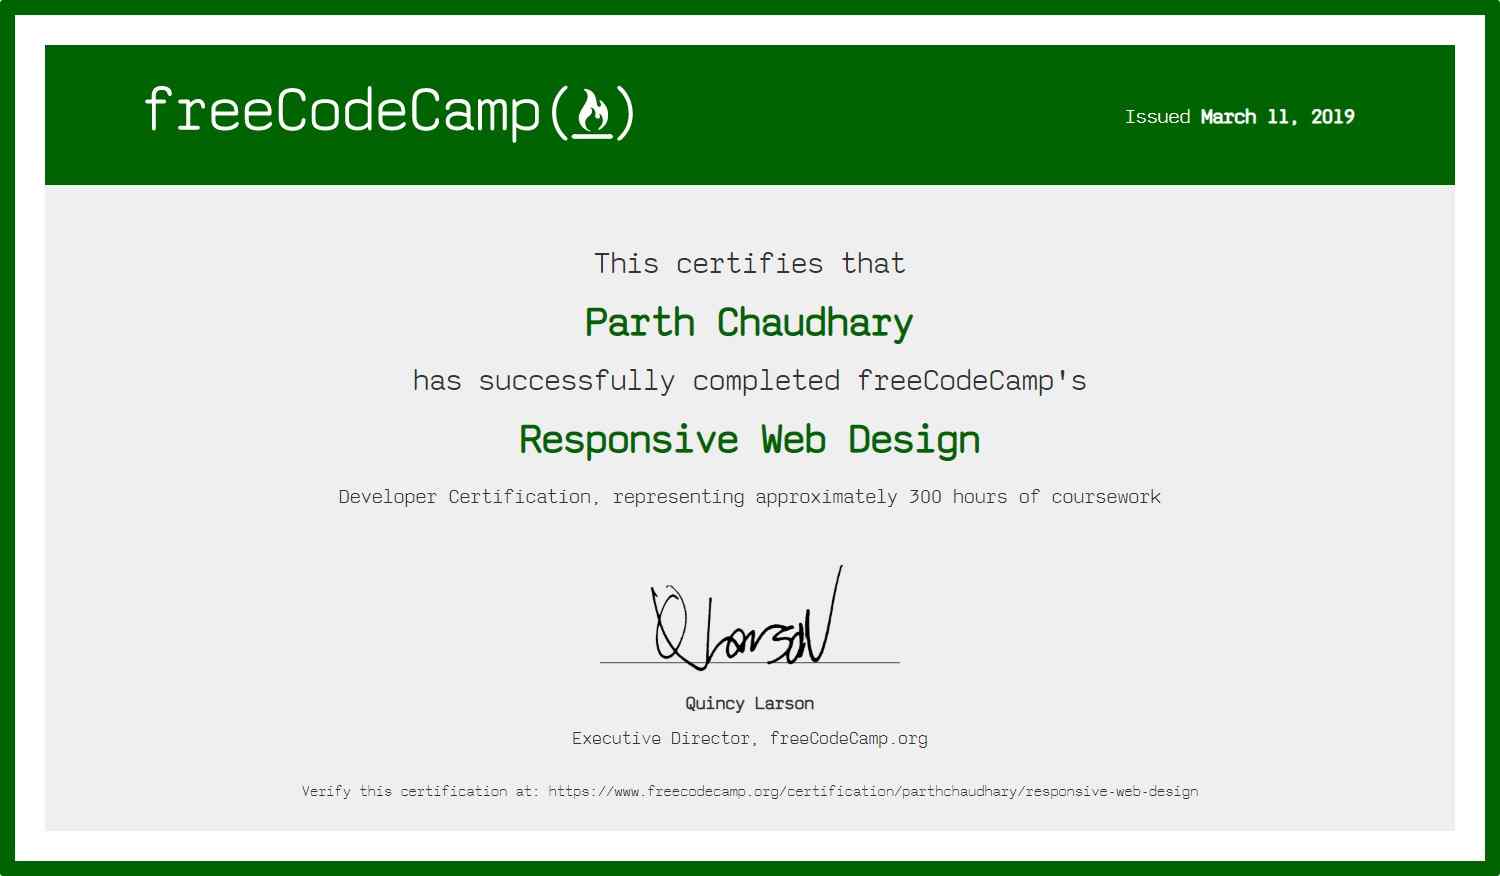 freeCodeCamp(🔥)
Issued March 11, 2019
This certifies that
Parth Chaudhary
has successfully completed freeCodeCamp's
Responsive Web Design
Developer Certification, representing approximately 300 hours of coursework
QLarson
Quincy Larson
Executive Director, freeCodeCamp.org
Verify this certification at: https://www.freecodecamp.org/certification/parthchaudhary/responsive-web-design